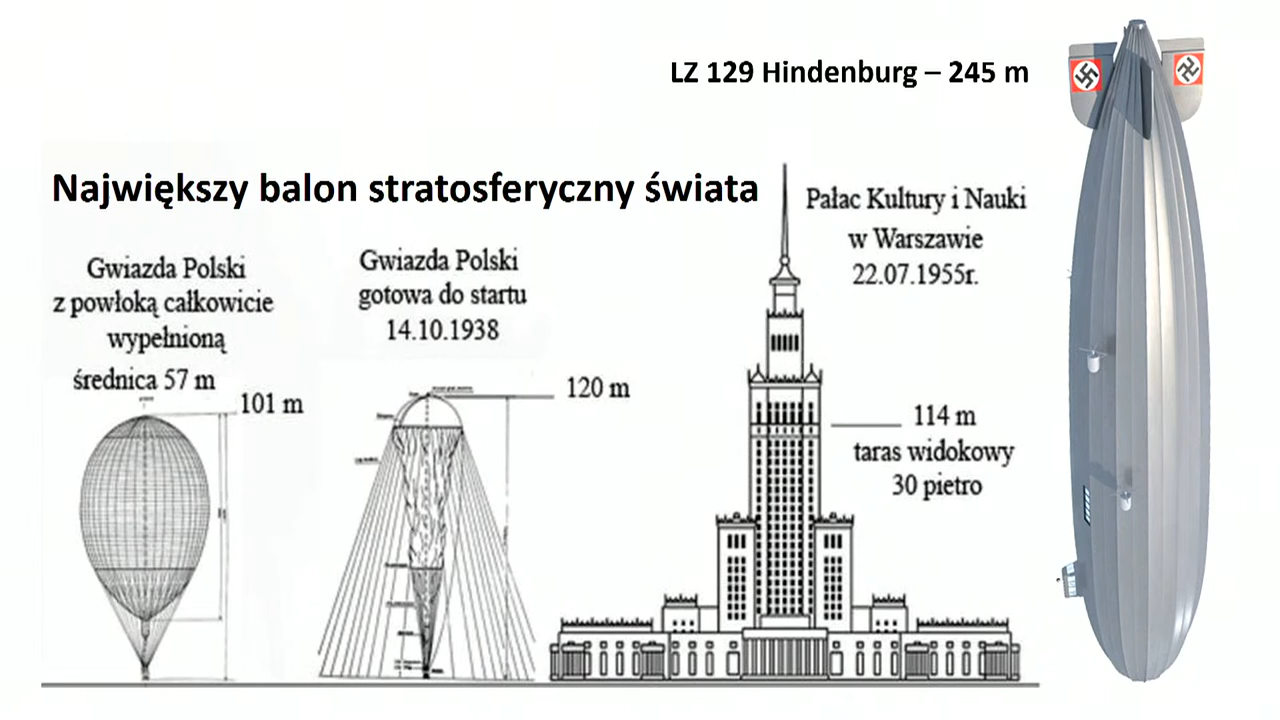 LZ 129 Hindenburg – 245 m
Największy balon stratosferyczny świata
Gwiazda Polski
z powłoką całkowicie
wypełnioną
średnica 57 m
101 m
Gwiazda Polski
gotowa do startu
14.10.1938
120 m
Pałac Kultury i Nauki
w Warszawie
22.07.1955r.
114 m
taras widokowy
30 pietro